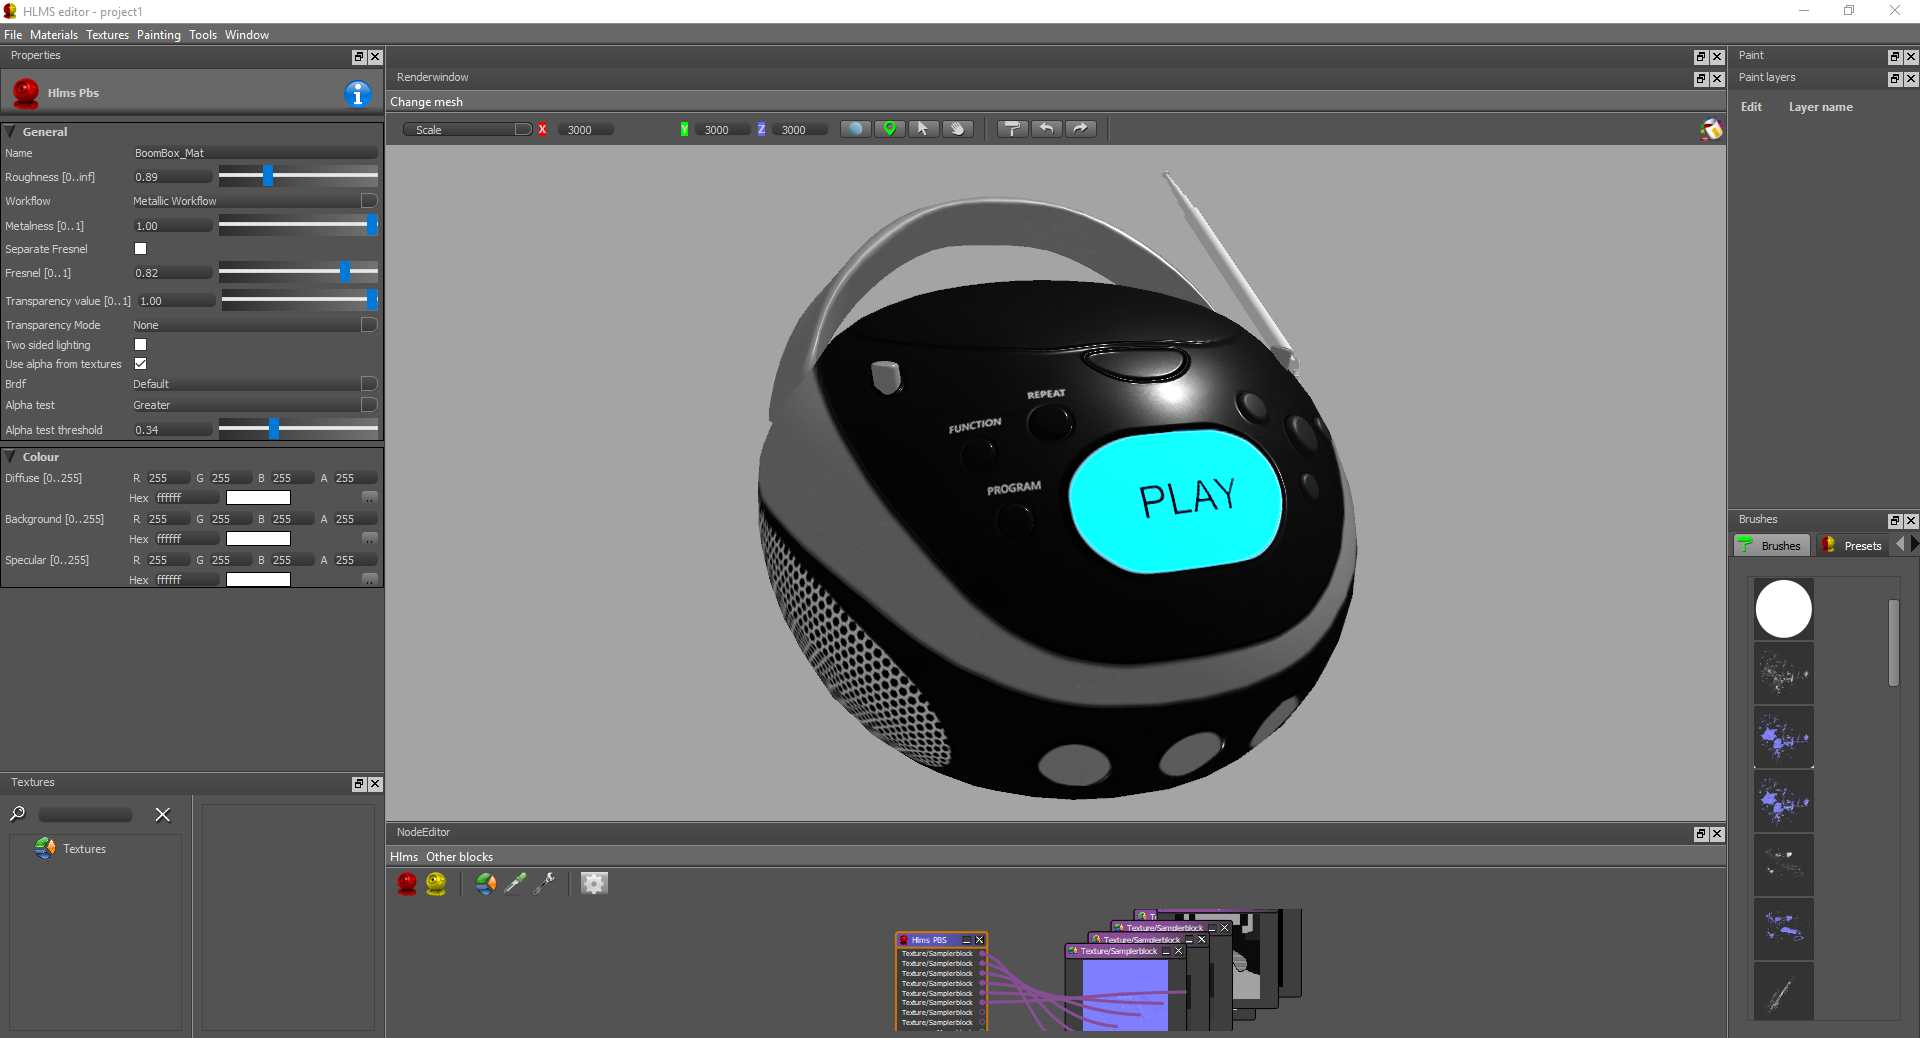 HLMS editor - project1
File Materials Textures Painting Tools Window
Properties
Hlms Pbs
General
Name BoomBox_Mat
Roughness [0..inf] 0.89
Workflow Metallic Workflow
Metalness [0..1] 1.00
Separate Fresnel
Fresnel [0..1] 0.82
Transparency value [0..1] 1.00
Transparency Mode None
Two sided lighting
Use alpha from textures
Brdf Default
Alpha test Greater
Alpha test threshold 0.34
Colour
Diffuse [0..255] R 255 G 255 B 255 A 255
Hex ffffff ..
Background [0..255] R 255 G 255 B 255 A 255
Hex ffffff ..
Specular [0..255] R 255 G 255 B 255 A 255
Hex ffffff ..
Textures
Textures
Renderwindow
Change mesh
Scale X 3000 Y 3000 Z 3000
REPEAT
FUNCTION
PROGRAM
PLAY
NodeEditor
Hlms Other blocks
Hlms PBS
Texture/Samplerblock
Texture/Samplerblock
Texture/Samplerblock
Texture/Samplerblock
Texture/Samplerblock
Texture/Samplerblock
Texture/Samplerblock
Texture/Samplerblock
Texture/Samplerblock
Texture/Samplerblock
Texture/Samplerblock
Paint
Paint layers
Edit Layer name
Brushes
Brushes Presets